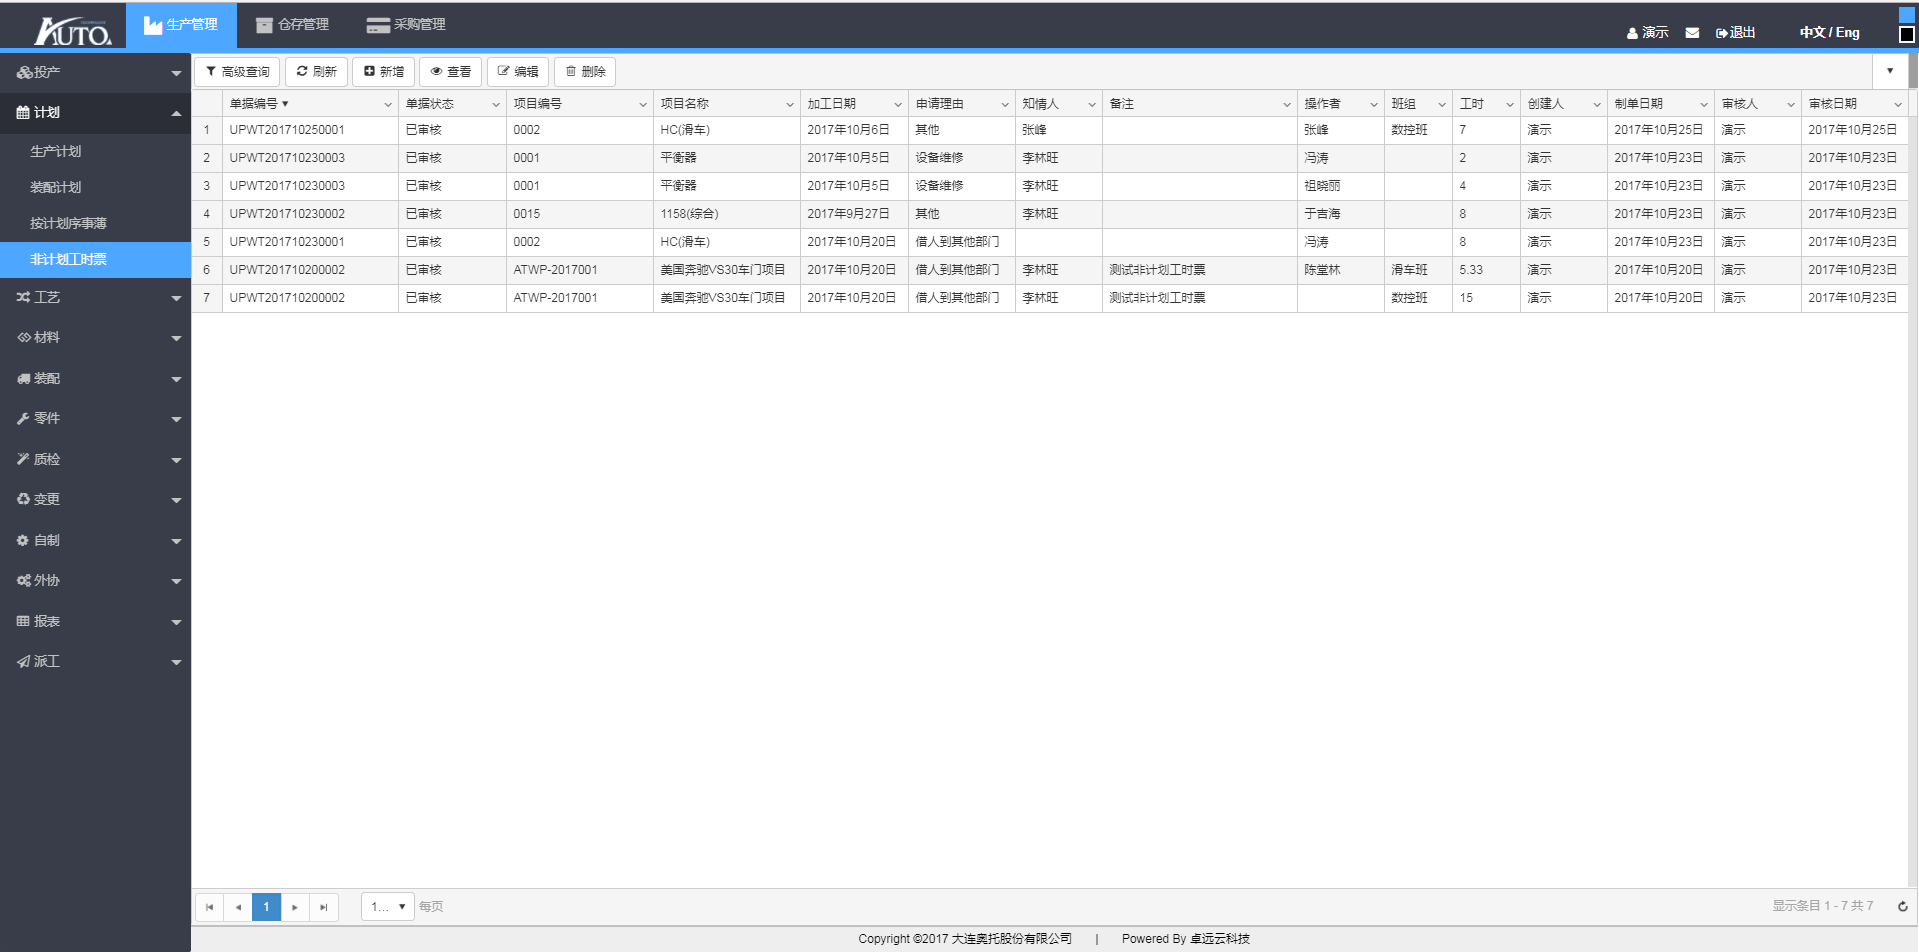 AUTO
生产管理 仓存管理 采购管理
演示 退出 中文 / Eng
投产
计划
生产计划
装配计划
按计划序事薄
非计划工时票
工艺
材料
装配
零件
质检
变更
自制
外协
报表
派工
高级查询 刷新 新增 查看 编辑 删除
单据编号 单据状态 项目编号 项目名称 加工日期 申请理由 知情人 备注 操作者 班组 工时 创建人 制单日期 审核人 审核日期
1 UPWT201710250001 已审核 0002 HC(滑车) 2017年10月6日 其他 张峰 张峰 数控班 7 演示 2017年10月25日 演示 2017年10月25日
2 UPWT201710230003 已审核 0001 平衡器 2017年10月5日 设备维修 李林旺 冯涛 2 演示 2017年10月23日 演示 2017年10月23日
3 UPWT201710230003 已审核 0001 平衡器 2017年10月5日 设备维修 李林旺 祖晓丽 4 演示 2017年10月23日 演示 2017年10月23日
4 UPWT201710230002 已审核 0015 1158(综合) 2017年9月27日 其他 李林旺 于吉海 8 演示 2017年10月23日 演示 2017年10月23日
5 UPWT201710230001 已审核 0002 HC(滑车) 2017年10月20日 借人到其他部门 冯涛 8 演示 2017年10月23日 演示 2017年10月23日
6 UPWT201710200002 已审核 ATWP-2017001 美国奔驰VS30车门项目 2017年10月20日 借人到其他部门 李林旺 测试非计划工时票 陈堂林 滑车班 5.33 演示 2017年10月20日 演示 2017年10月23日
7 UPWT201710200002 已审核 ATWP-2017001 美国奔驰VS30车门项目 2017年10月20日 借人到其他部门 李林旺 测试非计划工时票 数控班 15 演示 2017年10月20日 演示 2017年10月23日
1 1... 每页 显示条目 1 - 7 共 7
Copyright ©2017 大连奥托股份有限公司 | Powered By 卓远云科技